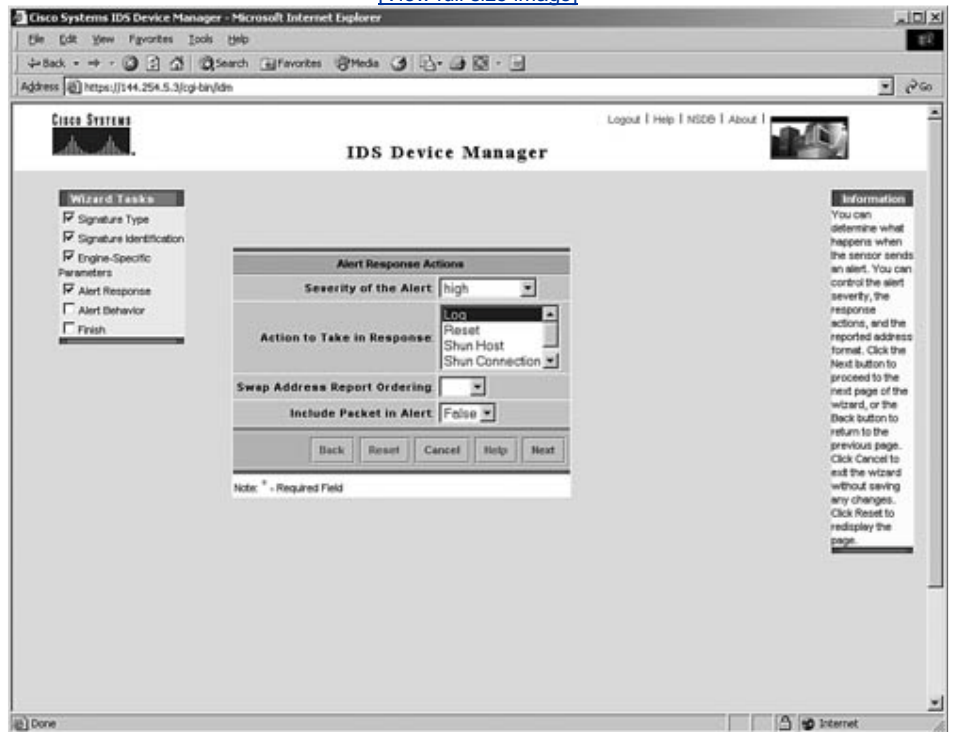 [View full size image]
Cisco Systems IDS Device Manager - Microsoft Internet Explorer
File Edit View Favorites Tools Help
Back Search Favorites Media
Address https://144.254.5.3/cgi-bin/idm Go
CISCO SYSTEMS
Logout | Help | NSDB | About |
IDS Device Manager
Wizard Tasks
Signature Type
Signature Identification
Engine-Specific
Parameters
Alert Response
Alert Behavior
Finish
Alert Response Actions
Severity of the Alert: high
Action to Take in Response:
Log
Reset
Shun Host
Shun Connection
Swap Address Report Ordering:
Include Packet in Alert: False
Back Reset Cancel Help Next
Note: * - Required Field
Information
You can
determine what
happens when
the sensor sends
an alert. You can
control the alert
severity, the
response
actions, and the
reported address
format. Click the
Next button to
proceed to the
next page of the
wizard, or the
Back button to
return to the
previous page.
Click Cancel to
exit the wizard
without saving
any changes.
Click Reset to
redisplay the
page.
Done
Internet